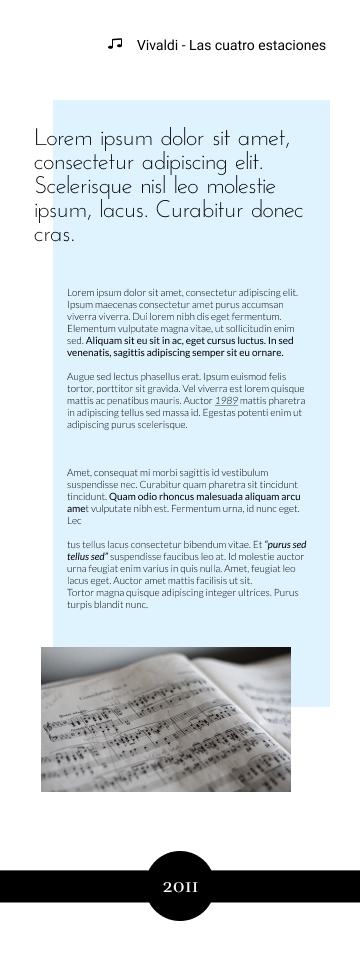 Vivaldi - Las cuatro estaciones
Lorem ipsum dolor sit amet,
consectetur adipiscing elit.
Scelerisque nisl leo molestie
ipsum, lacus. Curabitur donec
cras.
Lorem ipsum dolor sit amet, consectetur adipiscing elit.
Ipsum maecenas consectetur amet purus accumsan
viverra viverra. Dui lorem nibh dis eget fermentum.
Elementum vulputate magna vitae, ut sollicitudin enim
sed. Aliquam sit eu sit in ac, eget cursus luctus. In sed
venenatis, sagittis adipiscing semper sit eu ornare.
Augue sed lectus phasellus erat. Ipsum euismod felis
tortor, porttitor sit gravida. Vel viverra est lorem quisque
mattis ac penatibus mauris. Auctor 1989 mattis pharetra
in adipiscing tellus sed massa id. Egestas potenti enim ut
adipiscing purus scelerisque.
Amet, consequat mi morbi sagittis id vestibulum
suspendisse nec. Curabitur quam pharetra sit tincidunt
tincidunt. Quam odio rhoncus malesuada aliquam arcu
amet vulputate nibh est. Fermentum urna, id nunc eget.
Lec
tus tellus lacus consectetur bibendum vitae. Et “purus sed
tellus sed” suspendisse faucibus leo at. Id molestie auctor
urna feugiat enim varius in quis nulla. Amet, feugiat leo
lacus eget. Auctor amet mattis facilisis ut sit.
Tortor magna quisque adipiscing integer ultrices. Purus
turpis blandit nunc.
2011